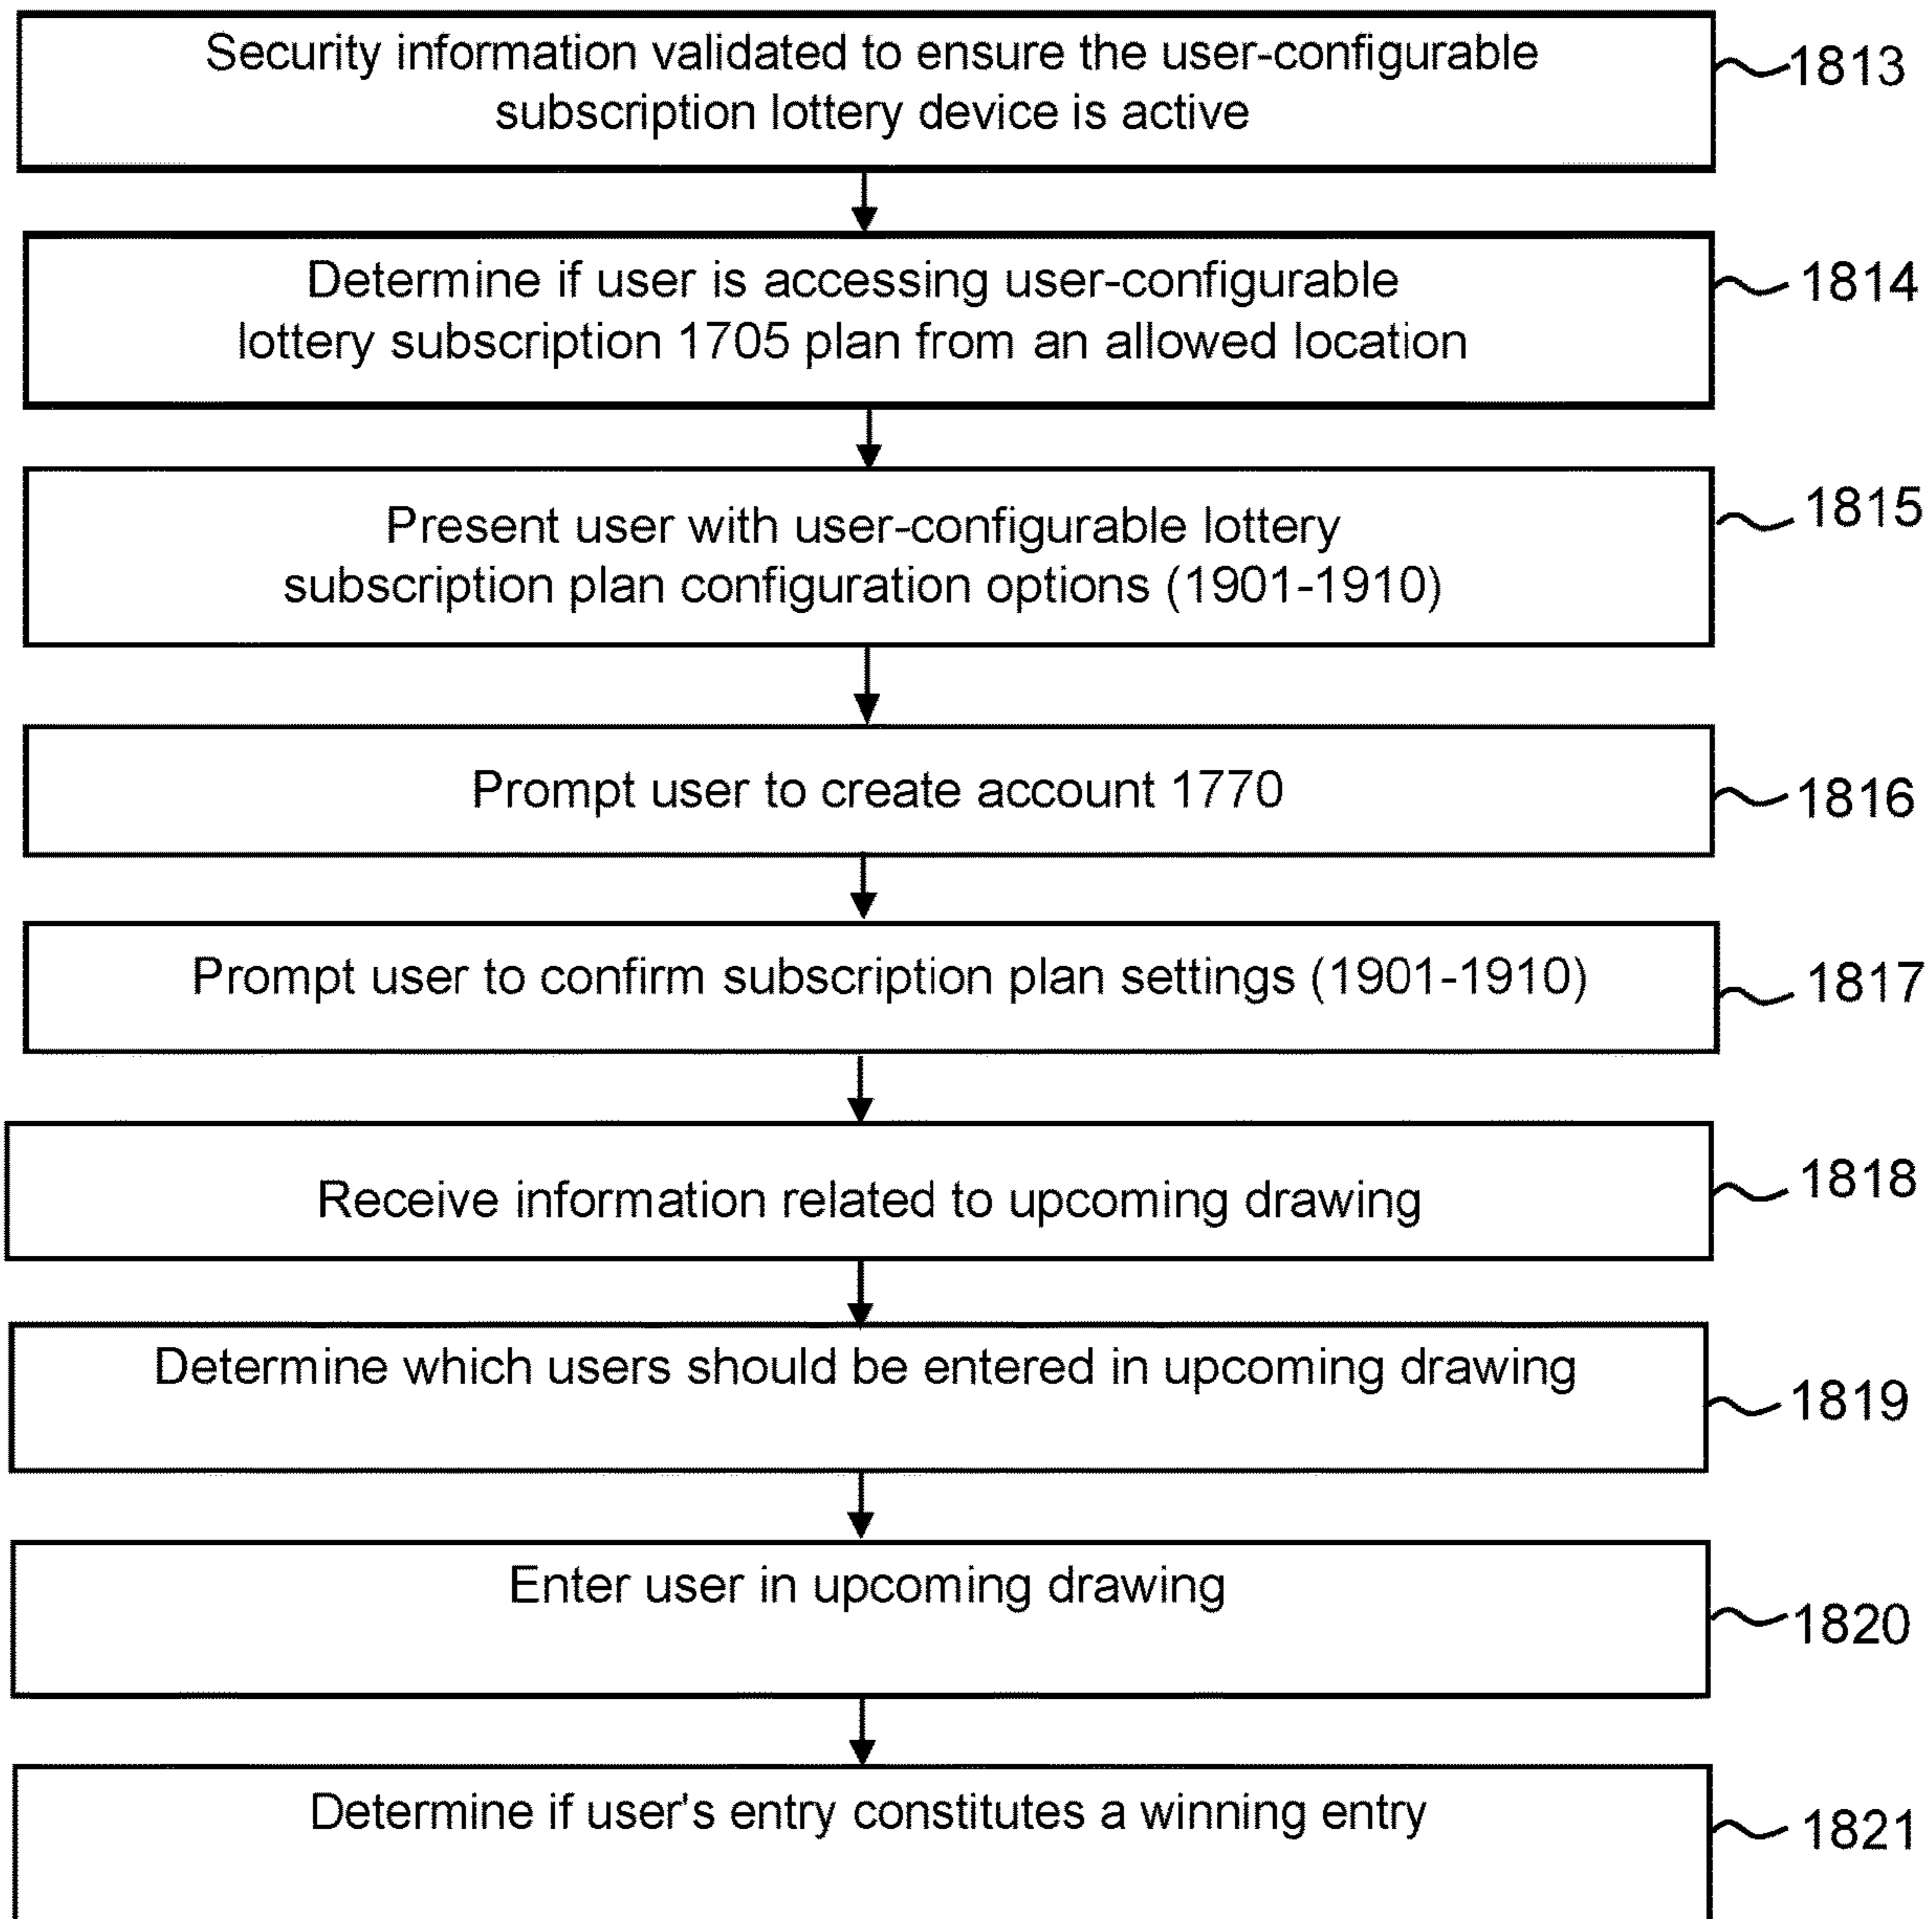 Security information validated to ensure the user-configurable
subscription lottery device is active
1813
Determine if user is accessing user-configurable
lottery subscription 1705 plan from an allowed location
1814
Present user with user-configurable lottery
subscription plan configuration options (1901-1910)
1815
Prompt user to create account 1770
1816
Prompt user to confirm subscription plan settings (1901-1910)
1817
Receive information related to upcoming drawing
1818
Determine which users should be entered in upcoming drawing
1819
Enter user in upcoming drawing
1820
Determine if user's entry constitutes a winning entry
1821